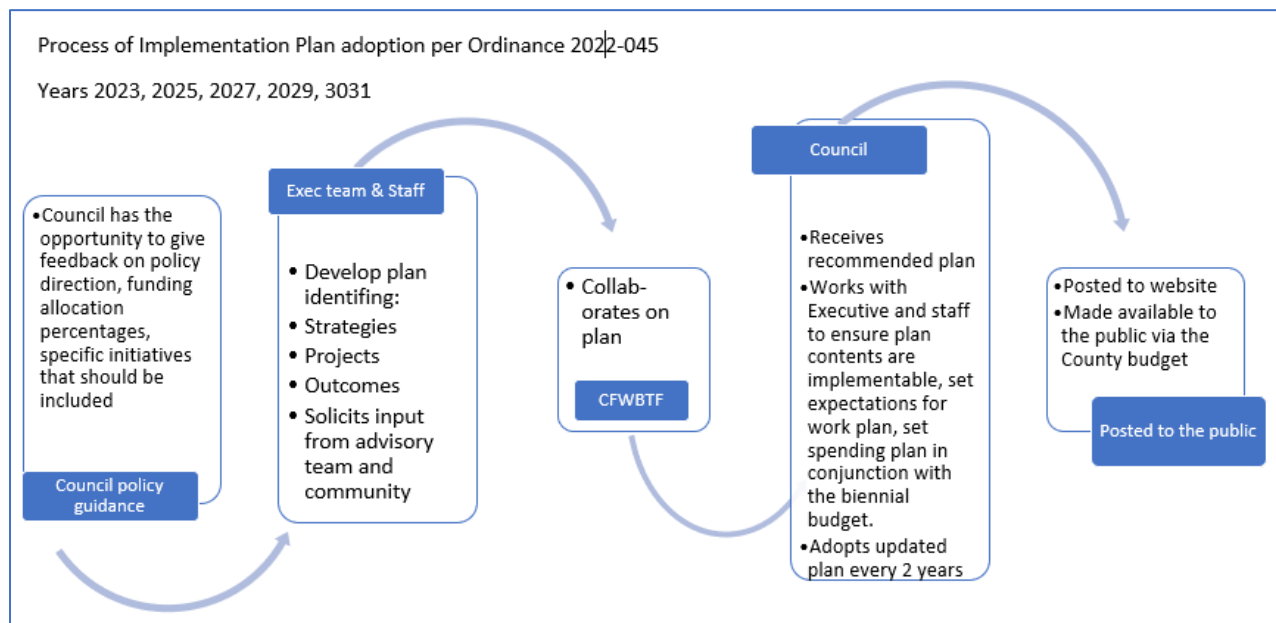 Process of Implementation Plan adoption per Ordinance 2022-045
Years 2023, 2025, 2027, 2029, 3031
•Council has the
opportunity to give
feedback on policy
direction, funding
allocation
percentages,
specific initiatives
that should be
included
Council policy
guidance
Exec team & Staff
• Develop plan
identifing:
• Strategies
• Projects
• Outcomes
• Solicits input
from advisory
team and
community
• Collab-
orates on
plan
CFWBTF
Council
•Receives
recommended plan
•Works with
Executive and staff
to ensure plan
contents are
implementable, set
expectations for
work plan, set
spending plan in
conjunction with
the biennial
budget.
•Adopts updated
plan every 2 years
•Posted to website
•Made available to
the public via the
County budget
Posted to the public